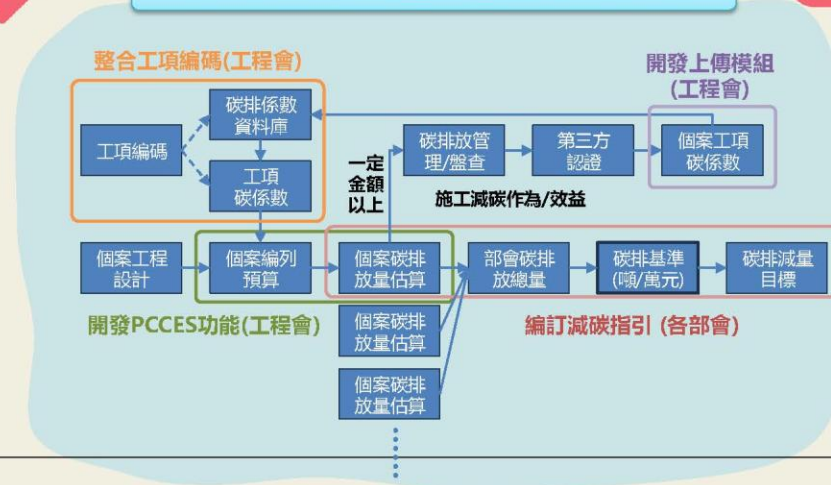 整合工項編碼(工程會)
開發上傳模組
(工程會)
工項編碼
碳排係數
資料庫
工項
碳係數
一定
金額
以上
碳排放管
理/盤查
第三方
認證
個案工項
碳係數
施工減碳作為/效益
個案工程
設計
個案編列
預算
個案碳排
放量估算
部會碳排
放總量
碳排基準
(噸/萬元)
碳排減量
目標
開發PCCES功能(工程會)
個案碳排
放量估算
編訂減碳指引 (各部會)
個案碳排
放量估算